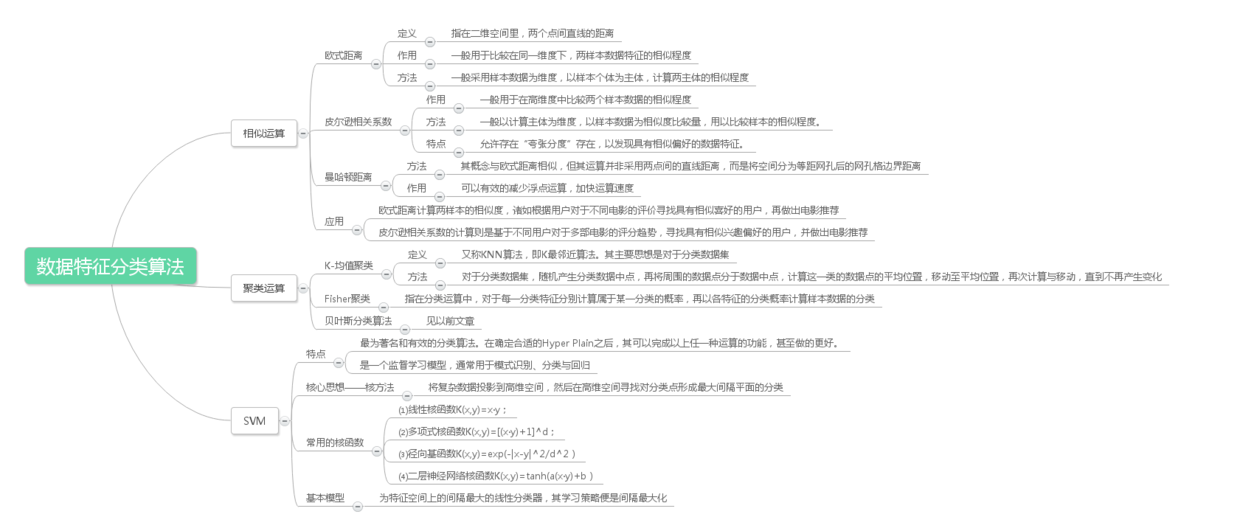 数据特征分类算法
相似运算
欧式距离
定义
指在二维空间里，两个点间直线的距离
作用
一般用于比较在同一维度下，两样本数据特征的相似程度
方法
一般采用样本数据为维度，以样本个体为主体，计算两主体的相似程度
皮尔逊相关系数
作用
一般用于在高维度中比较两个样本数据的相似程度
方法
一般以计算主体为维度，以样本数据为相似度比较量，用以比较样本的相似程度。
特点
允许存在“夸张分度”存在，以发现具有相似偏好的数据特征。
曼哈顿距离
方法
其概念与欧式距离相似，但其运算并非采用两点间的直线距离，而是将空间分为等距网孔后的网孔格边界距离
作用
可以有效的减少浮点运算，加快运算速度
应用
欧式距离计算两样本的相似度，诸如根据用户对于不同电影的评价寻找具有相似喜好的用户，再做出电影推荐
皮尔逊相关系数的计算则是基于不同用户对于多部电影的评分趋势，寻找具有相似兴趣偏好的用户，并做出电影推荐
聚类运算
K-均值聚类
定义
又称KNN算法，即K最邻近算法。其主要思想是对于分类数据集
方法
对于分类数据集，随机产生分类数据中点，再将周围的数据点分于数据中点，计算这一类的数据点的平均位置，移动至平均位置，再次计算与移动，直到不再产生变化
Fisher聚类
指在分类运算中，对于每一分类特征分别计算属于某一分类的概率，再以各特征的分类概率计算样本数据的分类
贝叶斯分类算法
见以前文章
SVM
特点
最为著名和有效的分类算法。在确定合适的Hyper Plain之后，其可以完成以上任一种运算的功能，甚至做的更好。
是一个监督学习模型，通常用于模式识别、分类与回归
核心思想——核方法
将复杂数据投影到高维空间，然后在高维空间寻找对分类点形成最大间隔平面的分类
常用的核函数
⑴线性核函数K(x,y)=x·y；
⑵多项式核函数K(x,y)=[(x·y)+1]^d；
⑶径向基函数K(x,y)=exp(-|x-y|^2/d^2）
⑷二层神经网络核函数K(x,y)=tanh(a(x·y)+b）
基本模型
为特征空间上的间隔最大的线性分类器，其学习策略便是间隔最大化